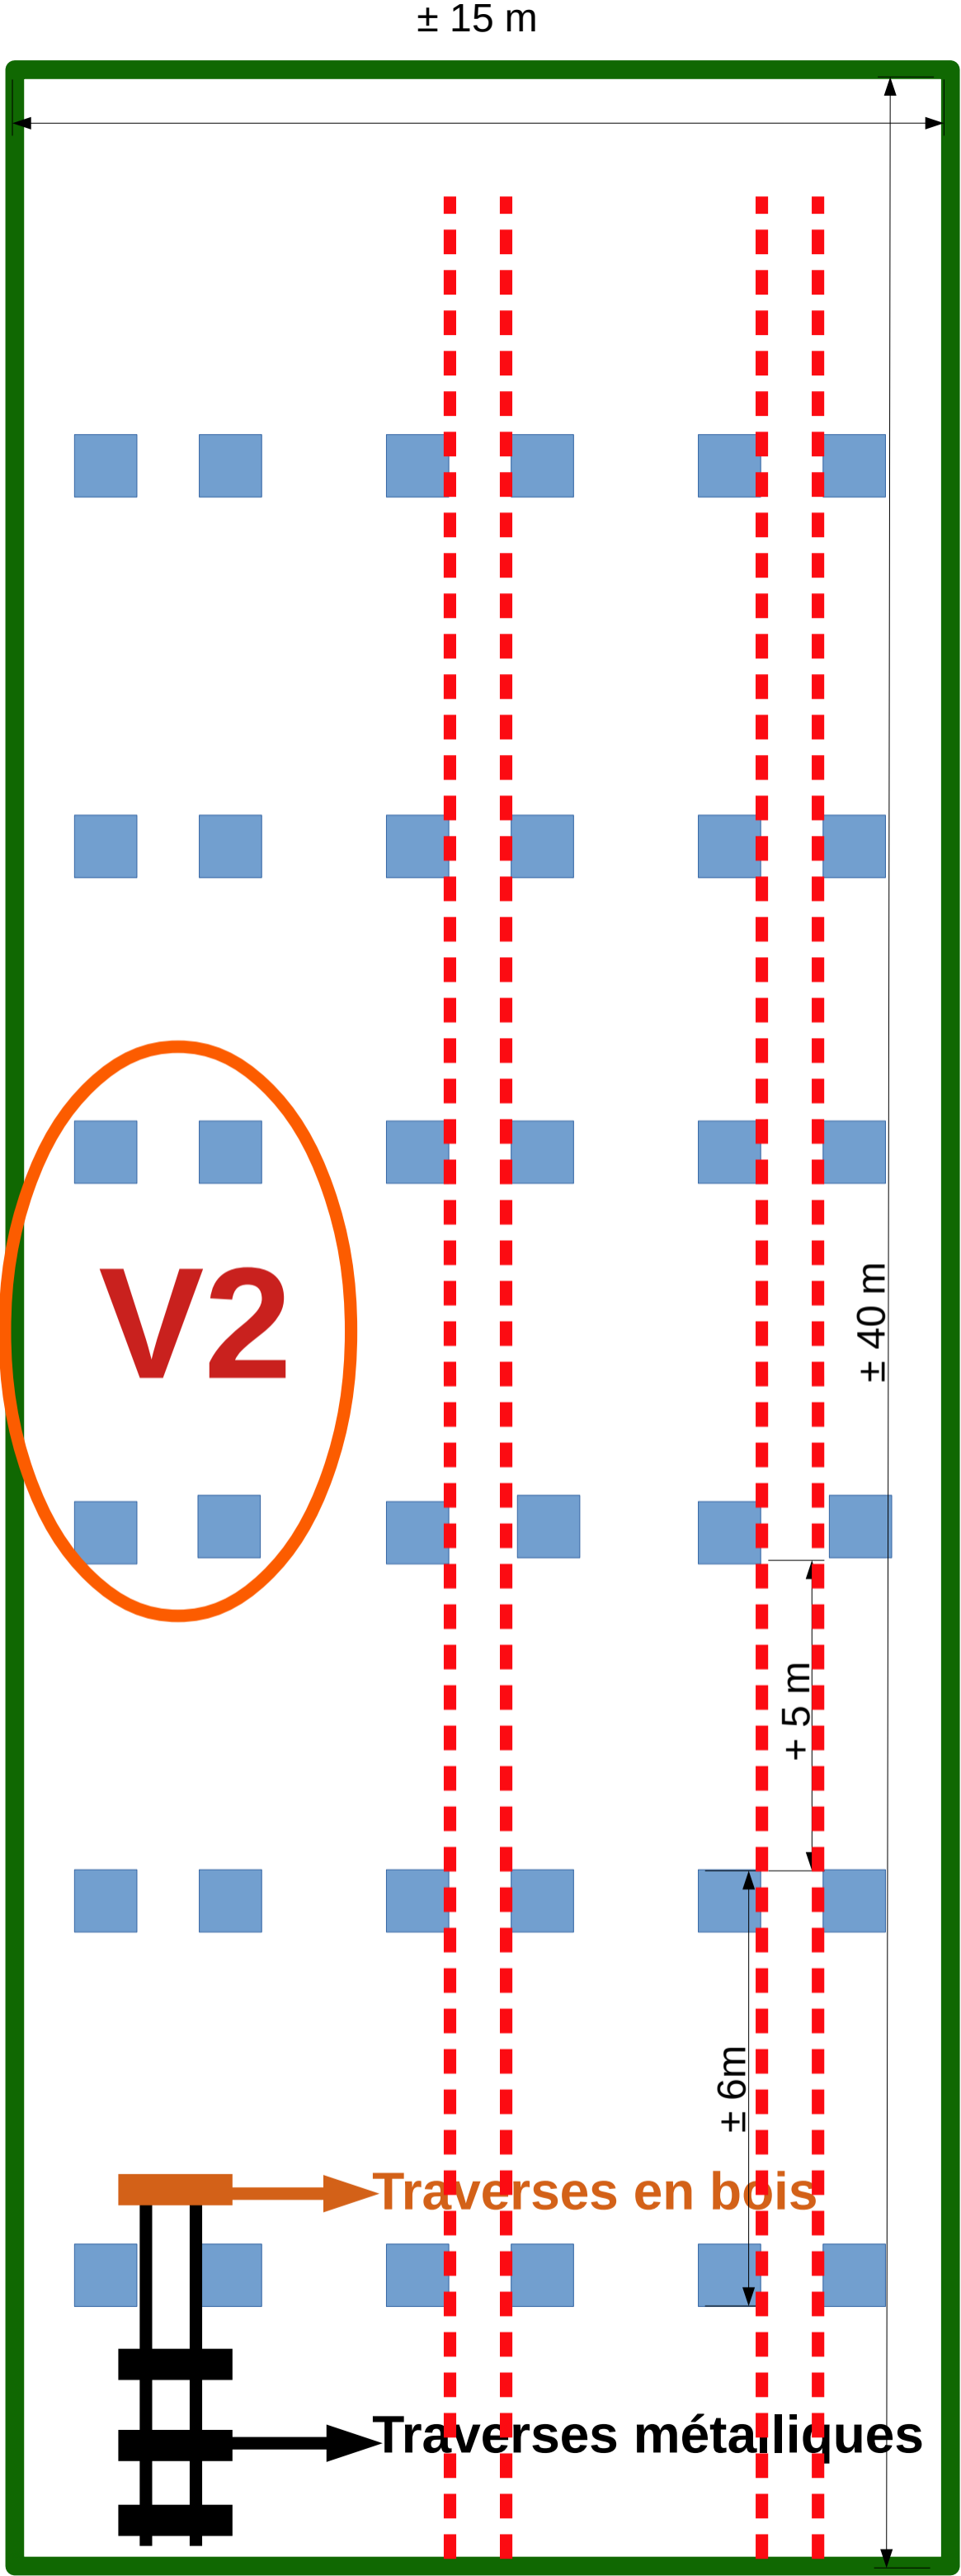 ± 15 m
V2
± 40 m
+ 5 m
± 6m
Traverses en bois
Traverses métalliques